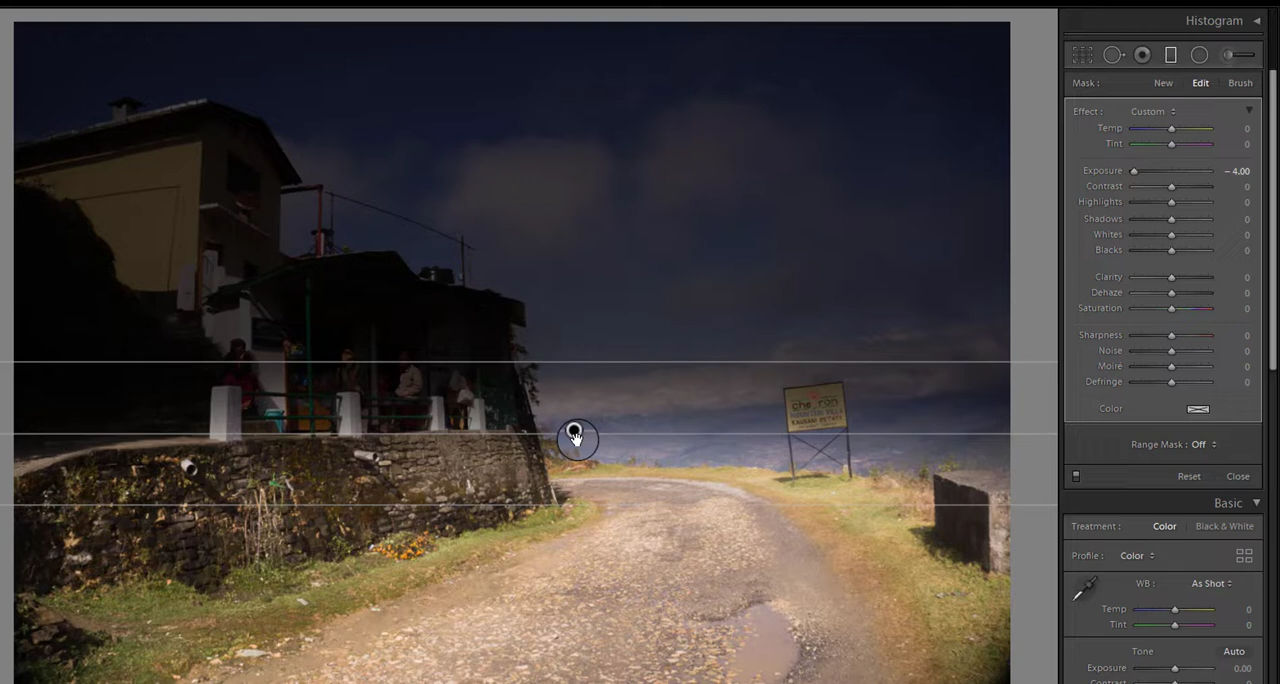 Histogram
Mask : New Edit Brush
Effect : Custom
Temp 0
Tint 0
Exposure – 4.00
Contrast 0
Highlights 0
Shadows 0
Whites 0
Blacks 0
Clarity 0
Dehaze 0
Saturation 0
Sharpness 0
Noise 0
Moiré 0
Defringe 0
Color
Range Mask : Off
Reset Close
Basic
Treatment : Color Black & White
Profile : Color
WB : As Shot
Temp 0
Tint 0
Tone Auto
Exposure 0.00